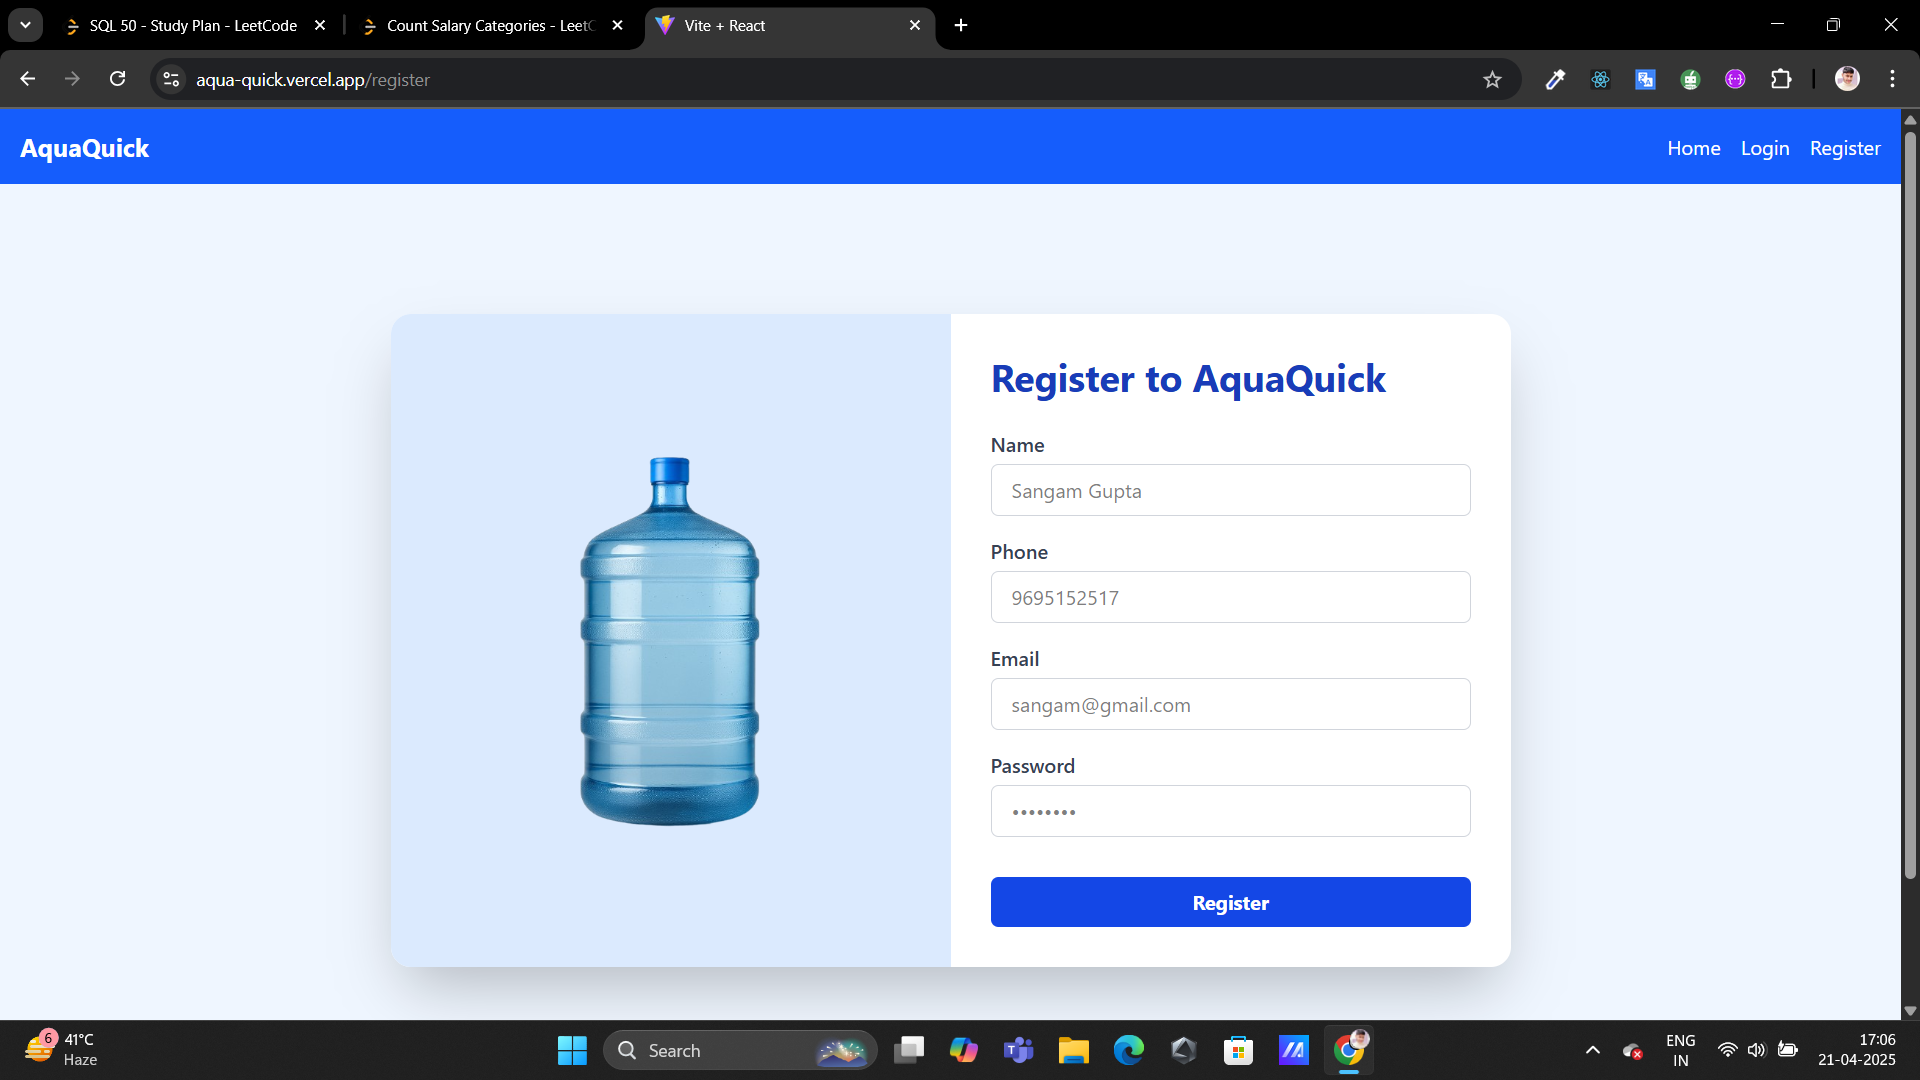 SQL 50 - Study Plan - LeetCode
Count Salary Categories - LeetC
Vite + React
aqua-quick.vercel.app/register
AquaQuick
Home
Login
Register
Register to AquaQuick
Name
Sangam Gupta
Phone
9695152517
Email
sangam@gmail.com
Password
••••••••
Register
6
41°C
Haze
Search
ENG
IN
17:06
21-04-2025